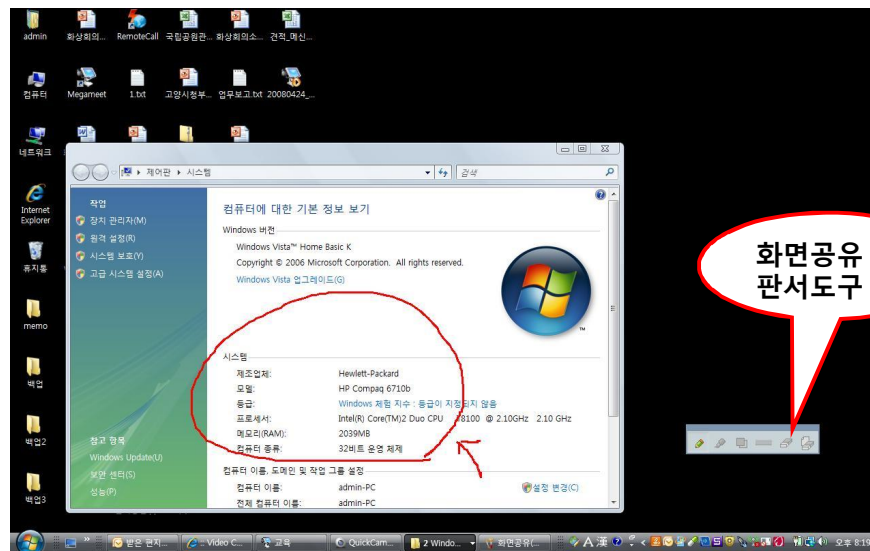 admin
화상회의...
RemoteCall
국립공원관...
화상회의소...
견적_메신...
컴퓨터
Megameet
1.txt
고양시청부...
업무보고.txt
20080424_...
네트워크
제어판 ▸ 시스템
검색
Internet
Explorer
휴지통
memo
백업
백업2
백업3
작업
장치 관리자(M)
원격 설정(R)
시스템 보호(Y)
고급 시스템 설정(A)
참고 항목
Windows Update(U)
보안 센터(S)
성능(P)
컴퓨터에 대한 기본 정보 보기
Windows 버전
Windows Vista™ Home Basic K
Copyright © 2006 Microsoft Corporation. All rights reserved.
Windows Vista 업그레이드(G)
시스템
제조업체: Hewlett-Packard
모델: HP Compaq 6710b
등급: Windows 체험 지수 : 등급이 지정되지 않음
프로세서: Intel(R) Core(TM)2 Duo CPU T8100 @ 2.10GHz 2.10 GHz
메모리(RAM): 2039MB
컴퓨터 종류: 32비트 운영 체제
컴퓨터 이름, 도메인 및 작업 그룹 설정
컴퓨터 이름: admin-PC
설정 변경(C)
전체 컴퓨터 이름: admin-PC
화면공유
판서도구
받은 편지...
Video C...
교육
QuickCam...
2 Windo...
화면공유(...
A 漢
오후 8:19